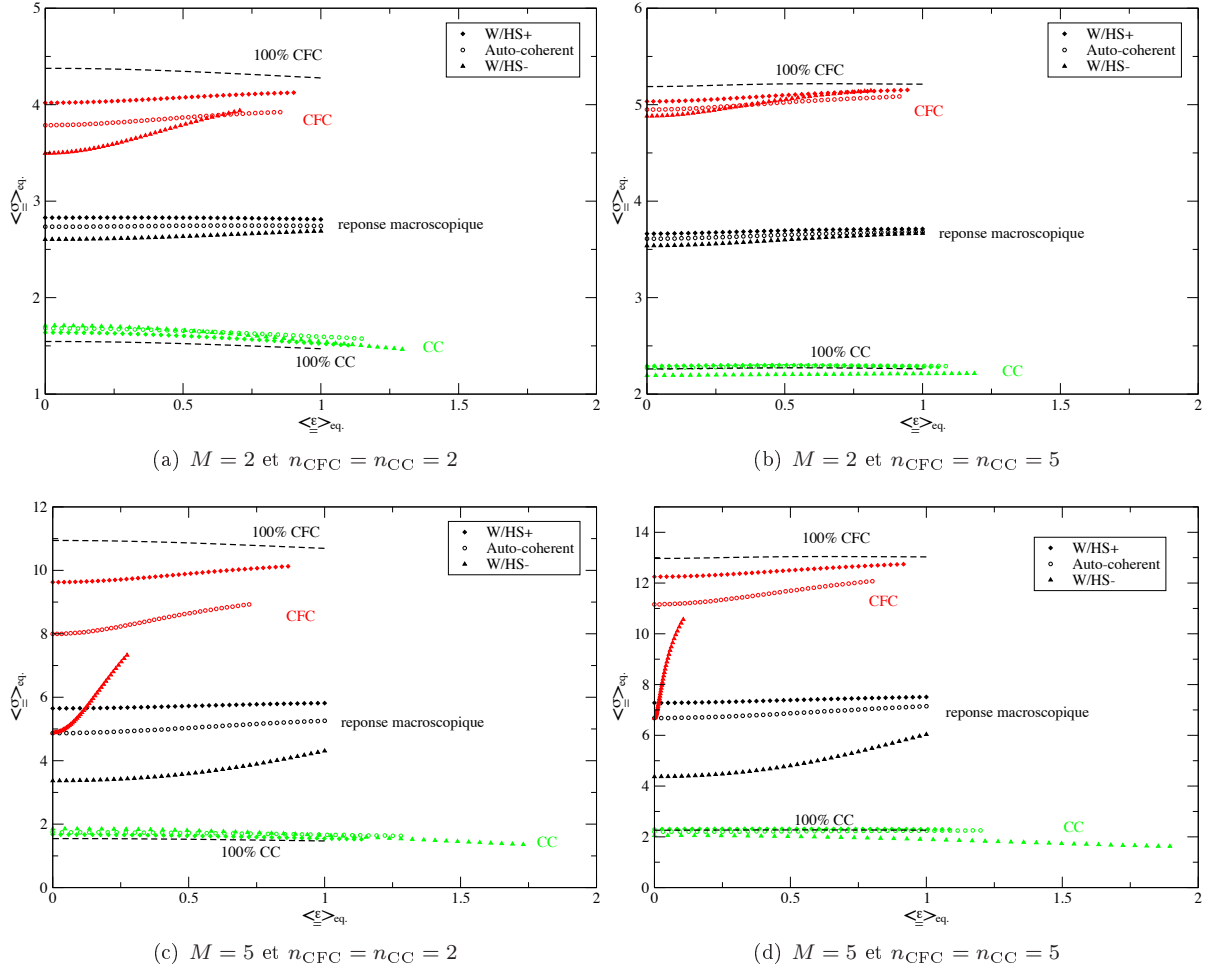 5
4
3
2
1
<σ>eq.
100% CFC
W/HS+
Auto-coherent
W/HS-
CFC
reponse macroscopique
100% CC
CC
0 0.5 1 1.5 2
<ε>eq.
(a) M = 2 et nCFC = nCC = 2
6
5
4
3
2
<σ>eq.
100% CFC
W/HS+
Auto-coherent
W/HS-
CFC
reponse macroscopique
100% CC
CC
0 0.5 1 1.5 2
<ε>eq.
(b) M = 2 et nCFC = nCC = 5
12
10
8
6
4
2
0
<σ>eq.
100% CFC
W/HS+
Auto-coherent
W/HS-
CFC
reponse macroscopique
100% CC
CC
0 0.5 1 1.5 2
<ε>eq.
(c) M = 5 et nCFC = nCC = 2
14
12
10
8
6
4
2
0
<σ>eq.
100% CFC
W/HS+
Auto-coherent
W/HS-
CFC
reponse macroscopique
100% CC
CC
0 0.5 1 1.5 2
<ε>eq.
(d) M = 5 et nCFC = nCC = 5